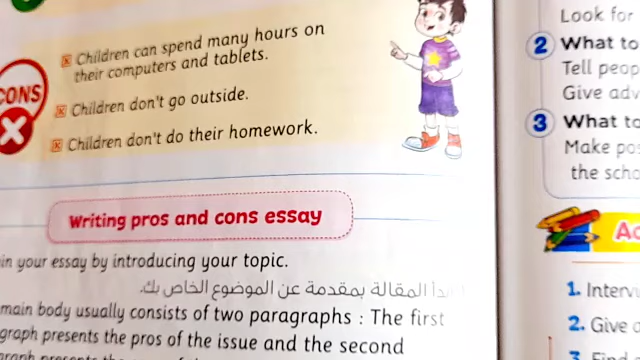 CONS
Children can spend many hours on
their computers and tablets.
Children don't go outside.
Children don't do their homework.
Writing pros and cons essay
in your essay by introducing your topic.
ابدأ المقالة بمقدمة عن الموضوع الخاص بك.
main body usually consists of two paragraphs : The first
graph presents the pros of the issue and the second
Look for
2 What to
Tell peop
Give adv
3 What to
Make pos
the scho
Ac
1. Intervi
2. Give a
3. Find